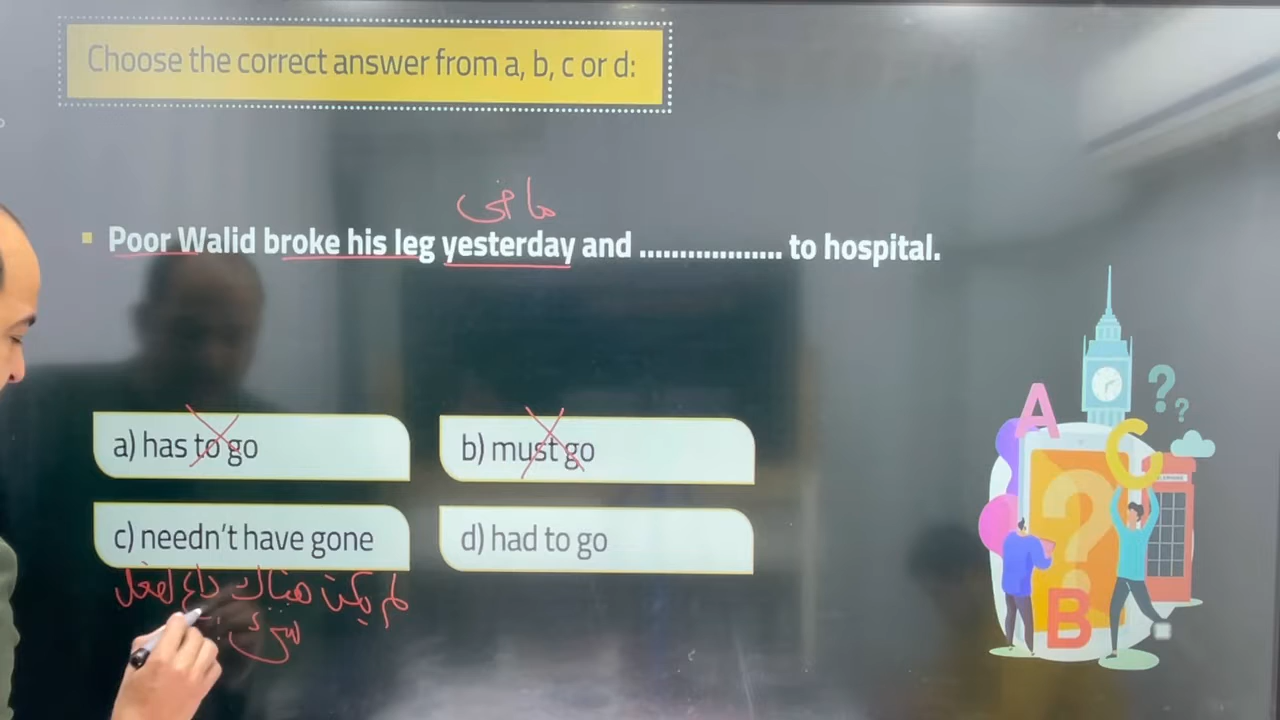 Choose the correct answer from a, b, c or d:
ماضى
Poor Walid broke his leg yesterday and .................. to hospital.
a) has to go
b) must go
c) needn't have gone
d) had to go
لم يكن هناك داع لفعل
شئ
A
C
B
? ? ?